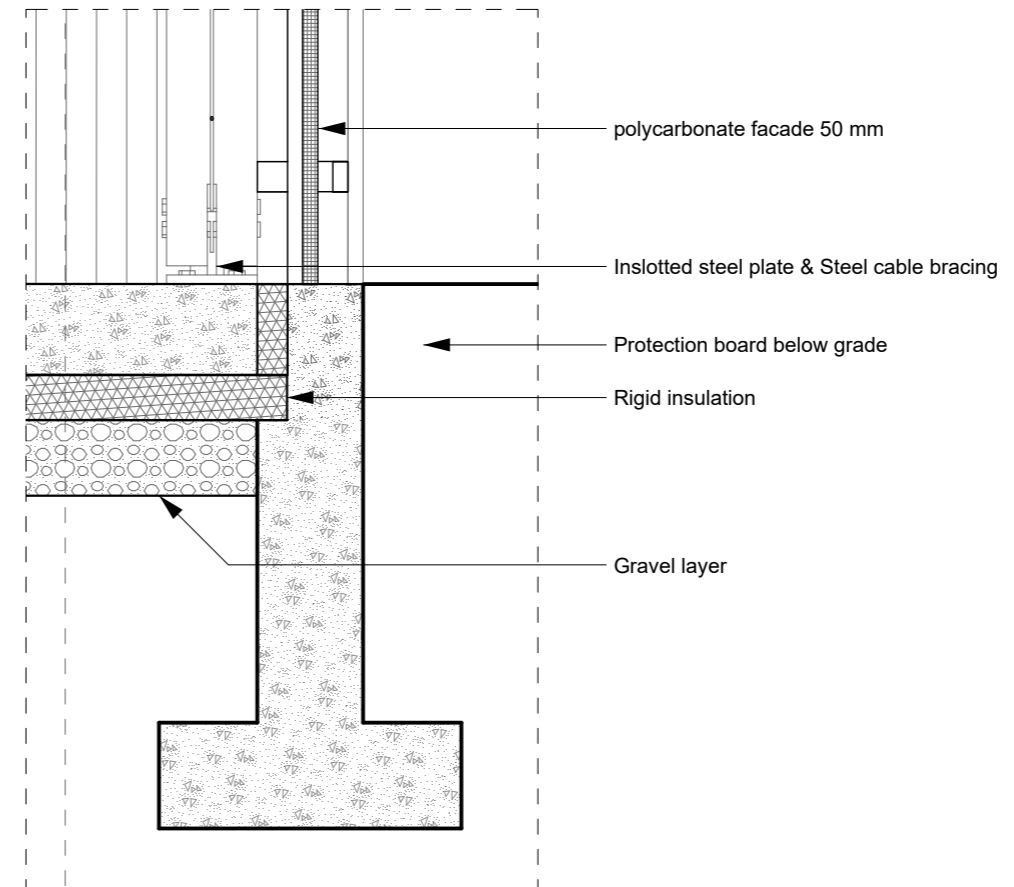 polycarbonate facade 50 mm
Inslotted steel plate & Steel cable bracing
Protection board below grade
Rigid insulation
Gravel layer